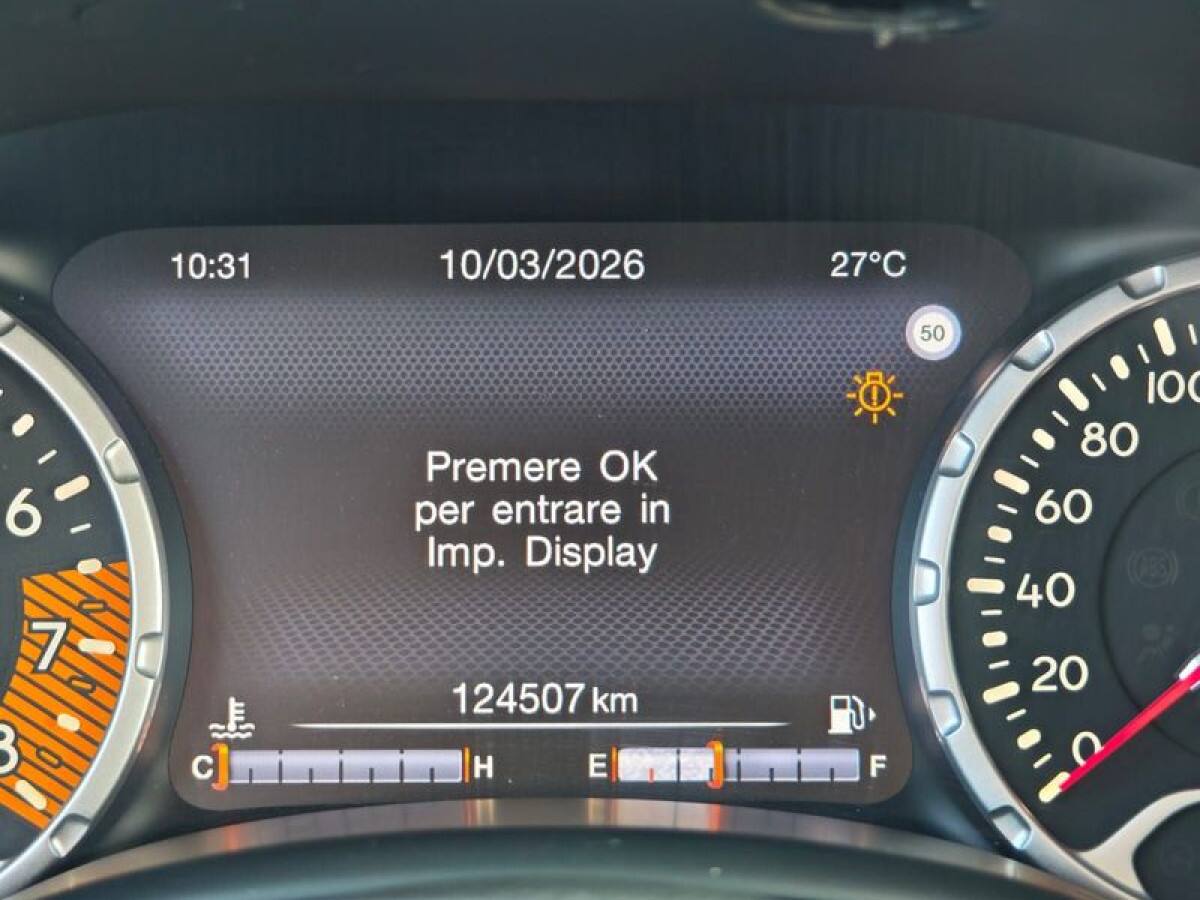 10:31 10/03/2026 27°C
50
Premere OK
per entrare in
Imp. Display
124507 km
C H E F
6
7
8
100
80
60
40
20
0
ABS